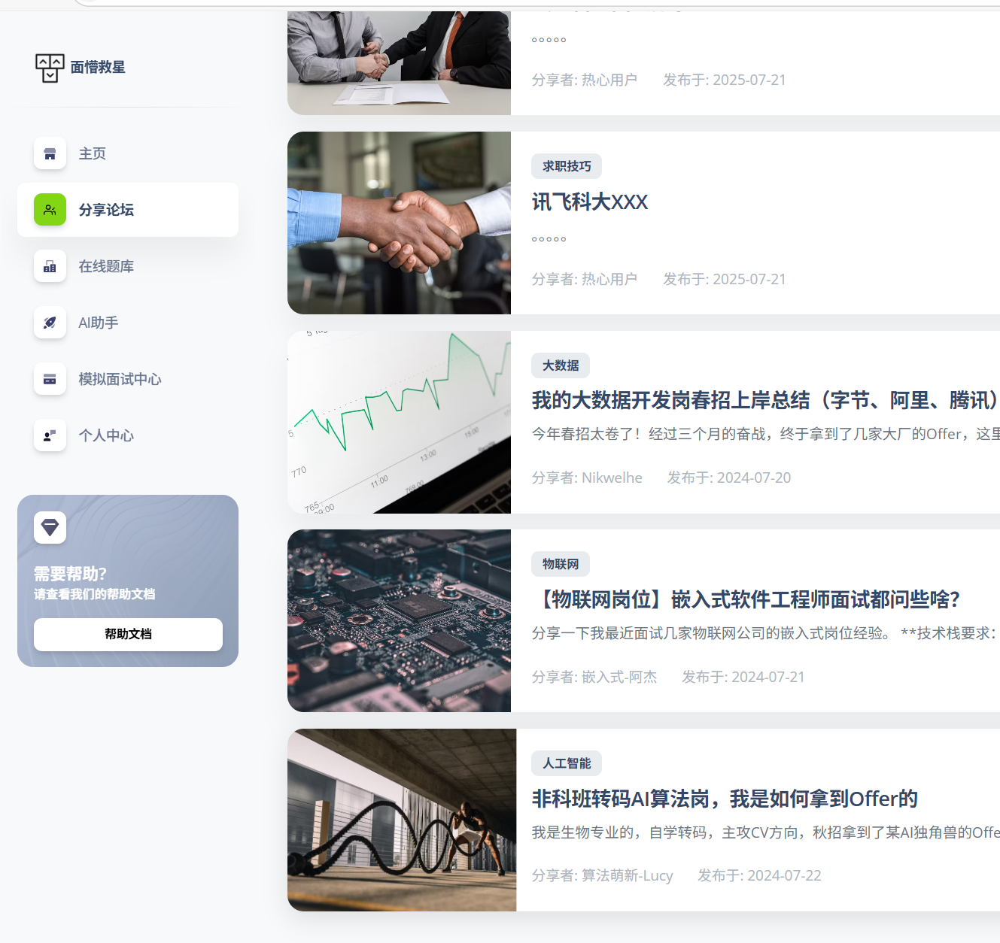 面懵救星
主页
分享论坛
在线题库
AI助手
模拟面试中心
个人中心
需要帮助?
请查看我们的帮助文档
帮助文档
。。。。。
分享者: 热心用户 发布于: 2025-07-21
求职技巧
讯飞科大XXX
。。。。。
分享者: 热心用户 发布于: 2025-07-21
770
765
09:00
11:00
769.00
13:00
15:00
大数据
我的大数据开发岗春招上岸总结（字节、阿里、腾讯）
今年春招太卷了！经过三个月的奋战，终于拿到了几家大厂的Offer，这里
分享者: Nikwelhe 发布于: 2024-07-20
物联网
【物联网岗位】嵌入式软件工程师面试都问些啥？
分享一下我最近面试几家物联网公司的嵌入式岗位经验。 **技术栈要求：
分享者: 嵌入式-阿杰 发布于: 2024-07-21
人工智能
非科班转码AI算法岗，我是如何拿到Offer的
我是生物专业的，自学转码，主攻CV方向，秋招拿到了某AI独角兽的Offe
分享者: 算法萌新-Lucy 发布于: 2024-07-22